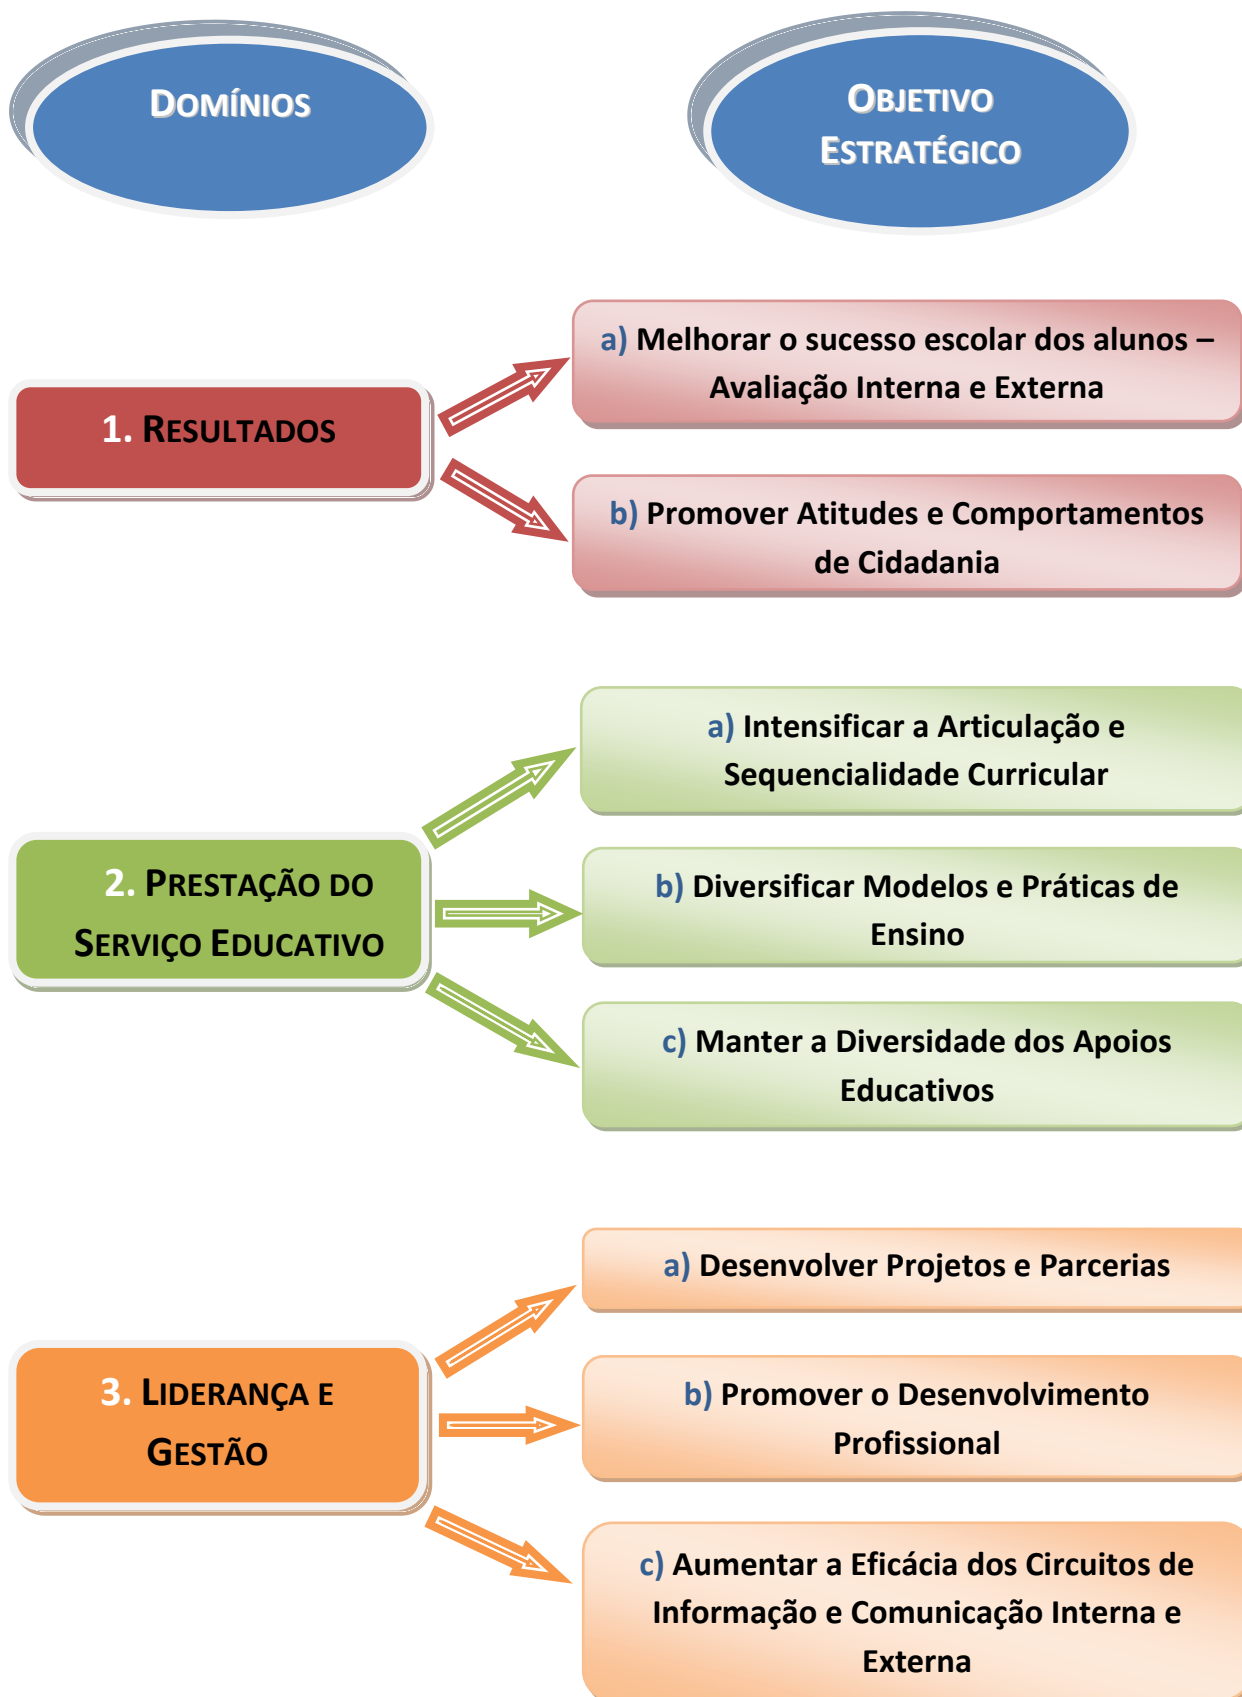 DOMÍNIOS
OBJETIVO
ESTRATÉGICO
1. RESULTADOS
a) Melhorar o sucesso escolar dos alunos –
Avaliação Interna e Externa
b) Promover Atitudes e Comportamentos
de Cidadania
2. PRESTAÇÃO DO
SERVIÇO EDUCATIVO
a) Intensificar a Articulação e
Sequencialidade Curricular
b) Diversificar Modelos e Práticas de
Ensino
c) Manter a Diversidade dos Apoios
Educativos
3. LIDERANÇA E
GESTÃO
a) Desenvolver Projetos e Parcerias
b) Promover o Desenvolvimento
Profissional
c) Aumentar a Eficácia dos Circuitos de
Informação e Comunicação Interna e
Externa